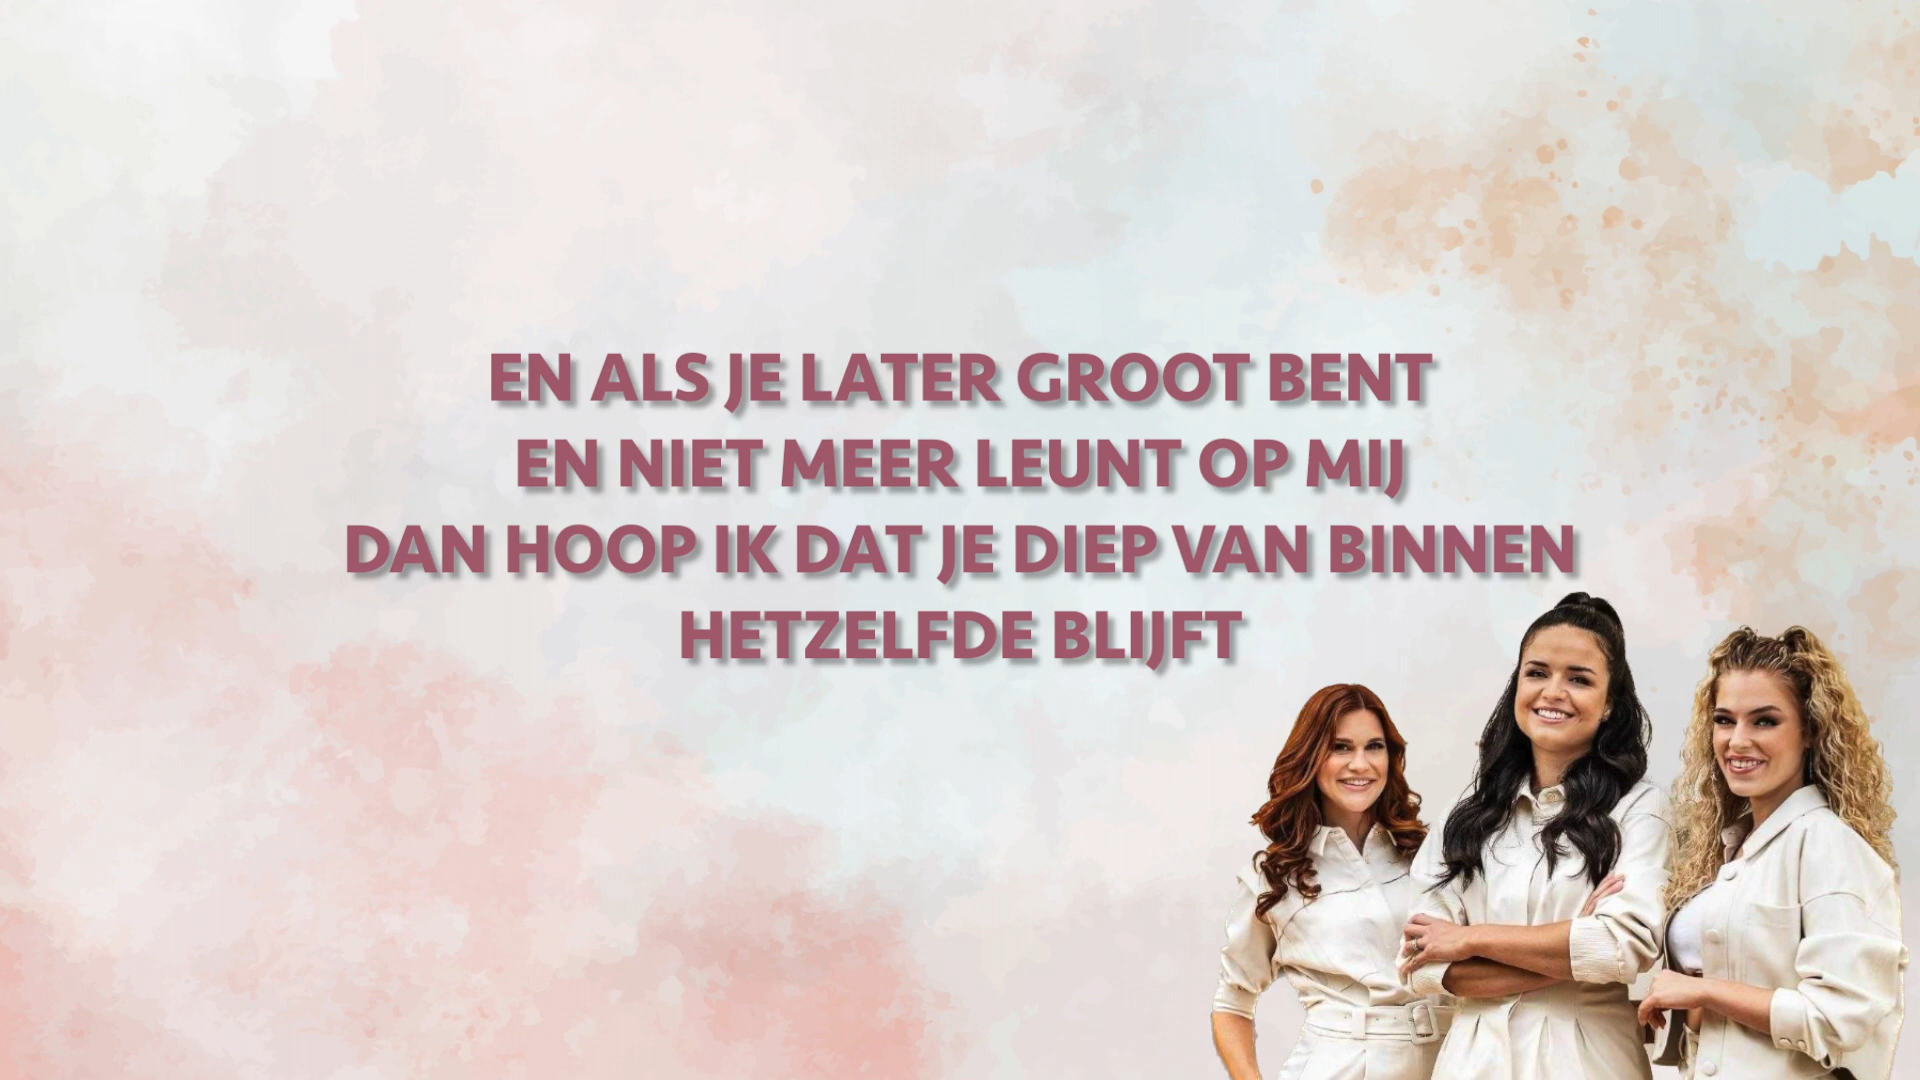 EN ALS JE LATER GROOT BENT
EN NIET MEER LEUNT OP MIJ
DAN HOOP IK DAT JE DIEP VAN BINNEN
HETZELFDE BLIJFT